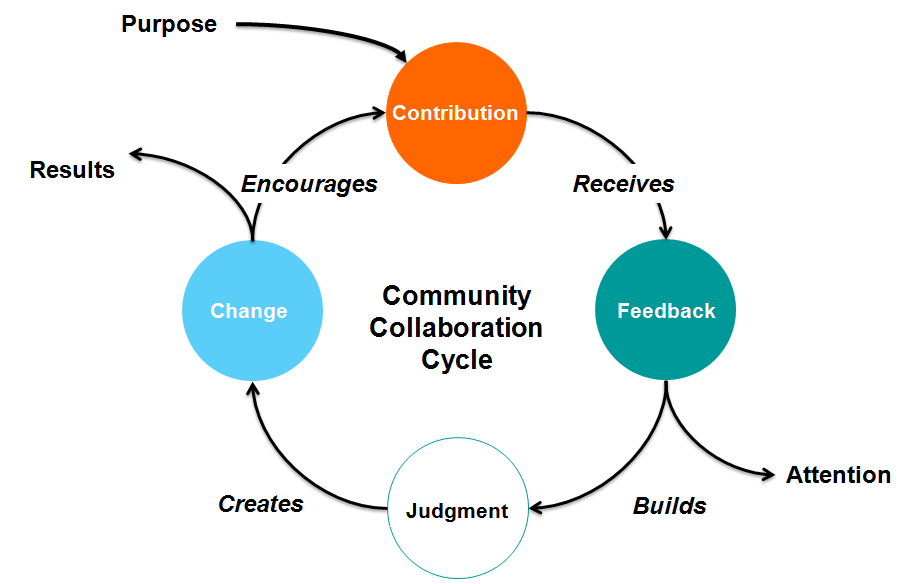 Purpose
Contribution
Results
Encourages
Receives
Change
Community
Collaboration
Cycle
Feedback
Attention
Creates
Judgment
Builds